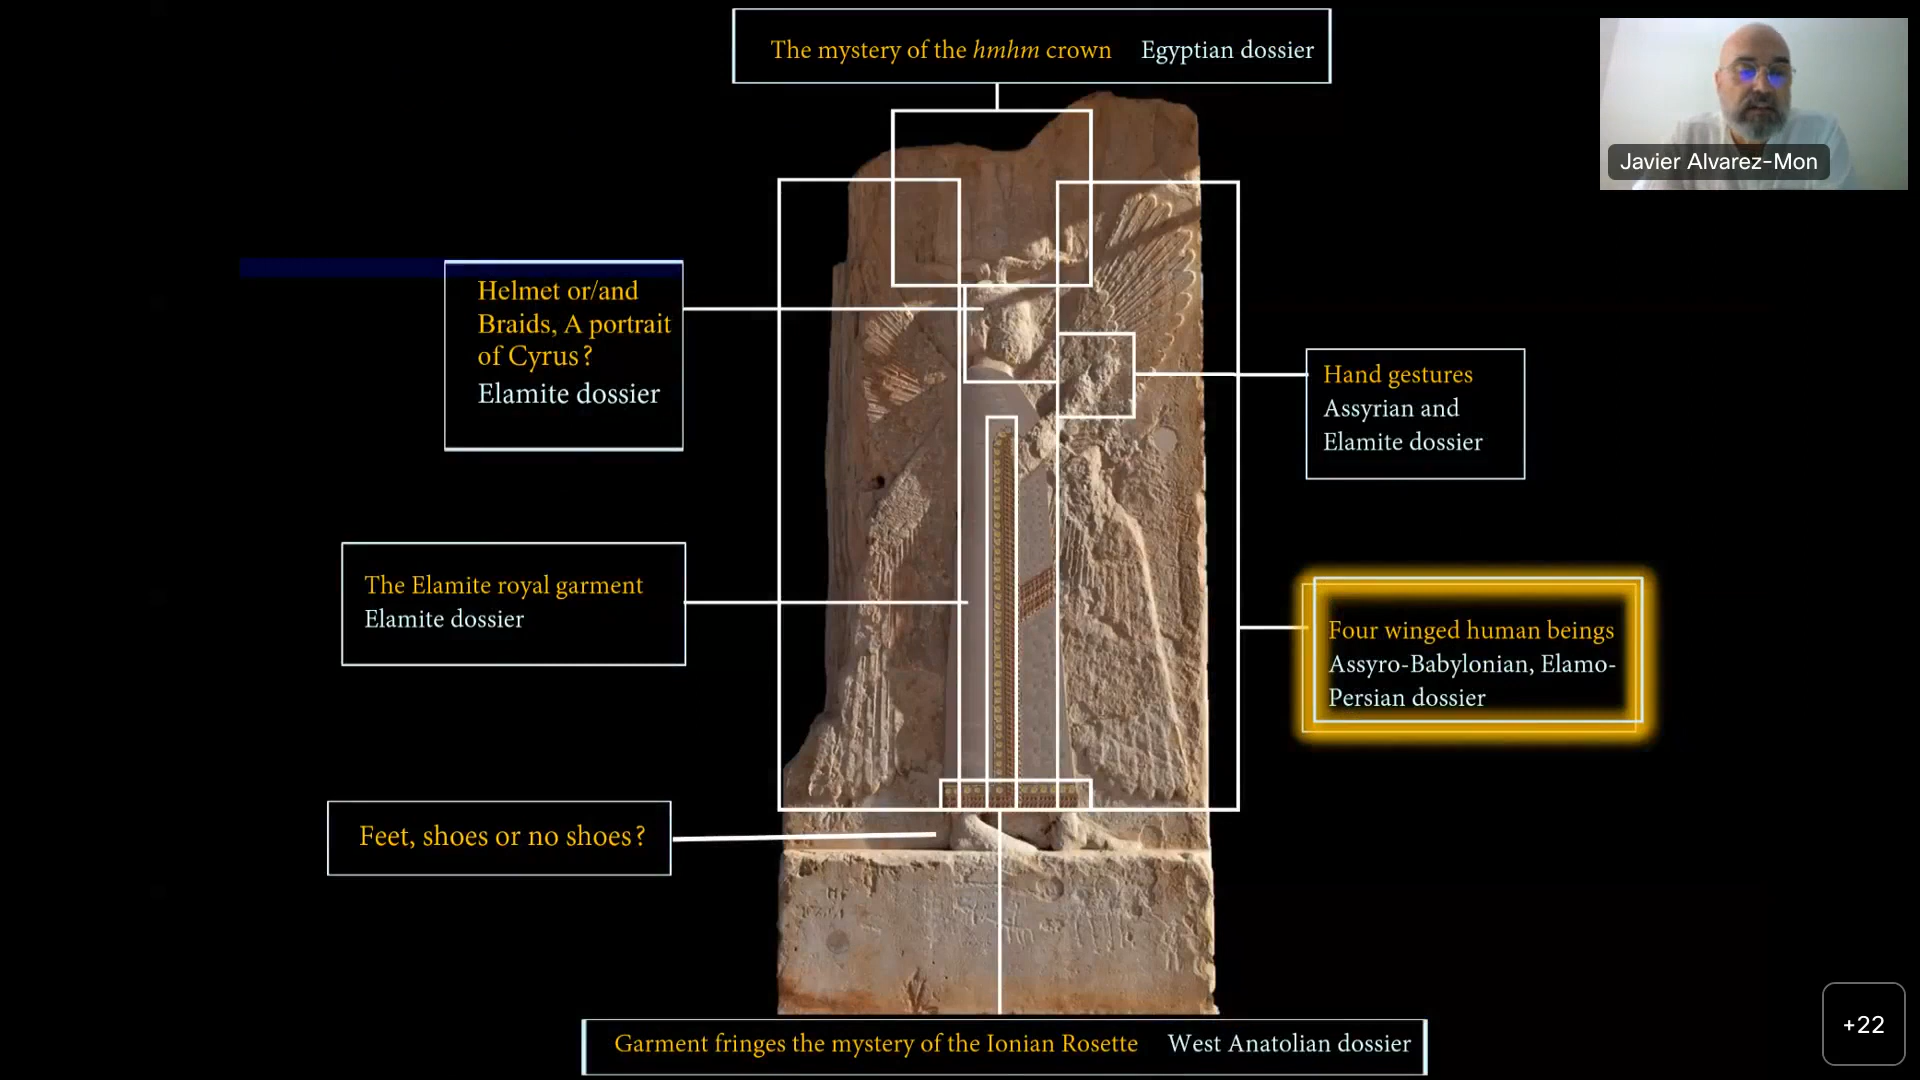 The mystery of the hmhm crown Egyptian dossier
Javier Alvarez-Mon
Helmet or/and
Braids, A portrait
of Cyrus?
Elamite dossier
Hand gestures
Assyrian and
Elamite dossier
The Elamite royal garment
Elamite dossier
Four winged human beings
Assyro-Babylonian, Elamo-
Persian dossier
Feet, shoes or no shoes?
Garment fringes the mystery of the Ionian Rosette West Anatolian dossier
+22